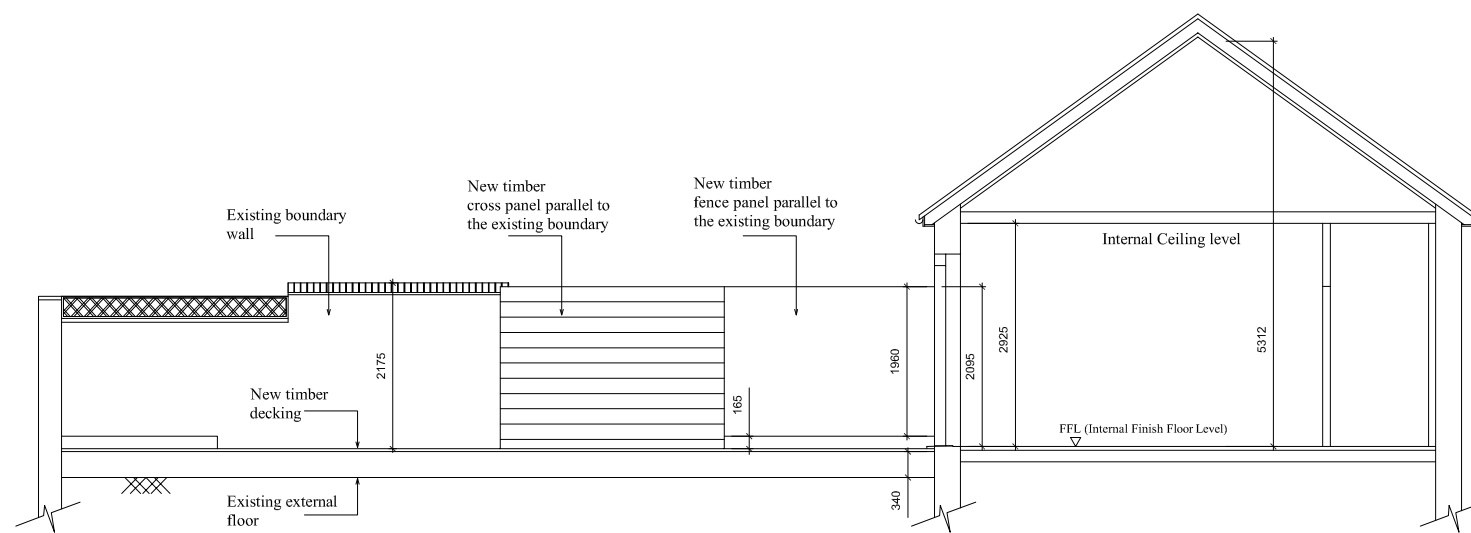 New timber
cross panel parallel to
the existing boundary
New timber
fence panel parallel to
the existing boundary
Existing boundary
wall
Internal Ceiling level
2175
1960
2095
2925
5312
165
New timber
decking
FFL (Internal Finish Floor Level)
340
Existing external
floor